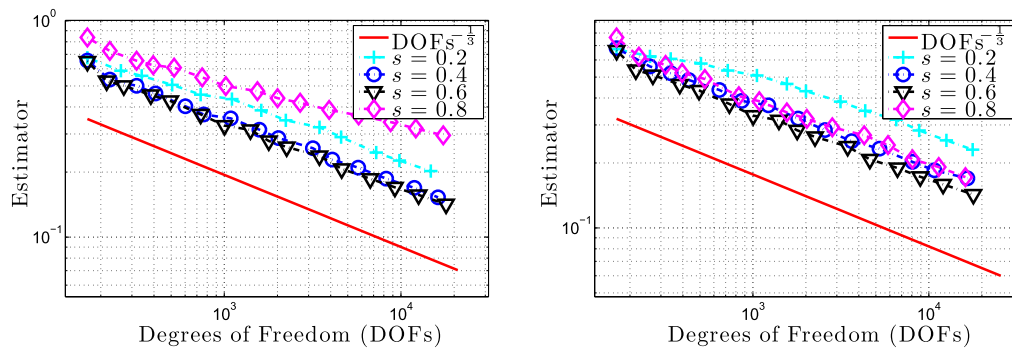 10^0
10^{-1}
Estimator
10^3
10^4
Degrees of Freedom (DOFs)
DOFs^{-\frac{1}{3}}
s = 0.2
s = 0.4
s = 0.6
s = 0.8
10^{-1}
Estimator
10^3
10^4
Degrees of Freedom (DOFs)
DOFs^{-\frac{1}{3}}
s = 0.2
s = 0.4
s = 0.6
s = 0.8